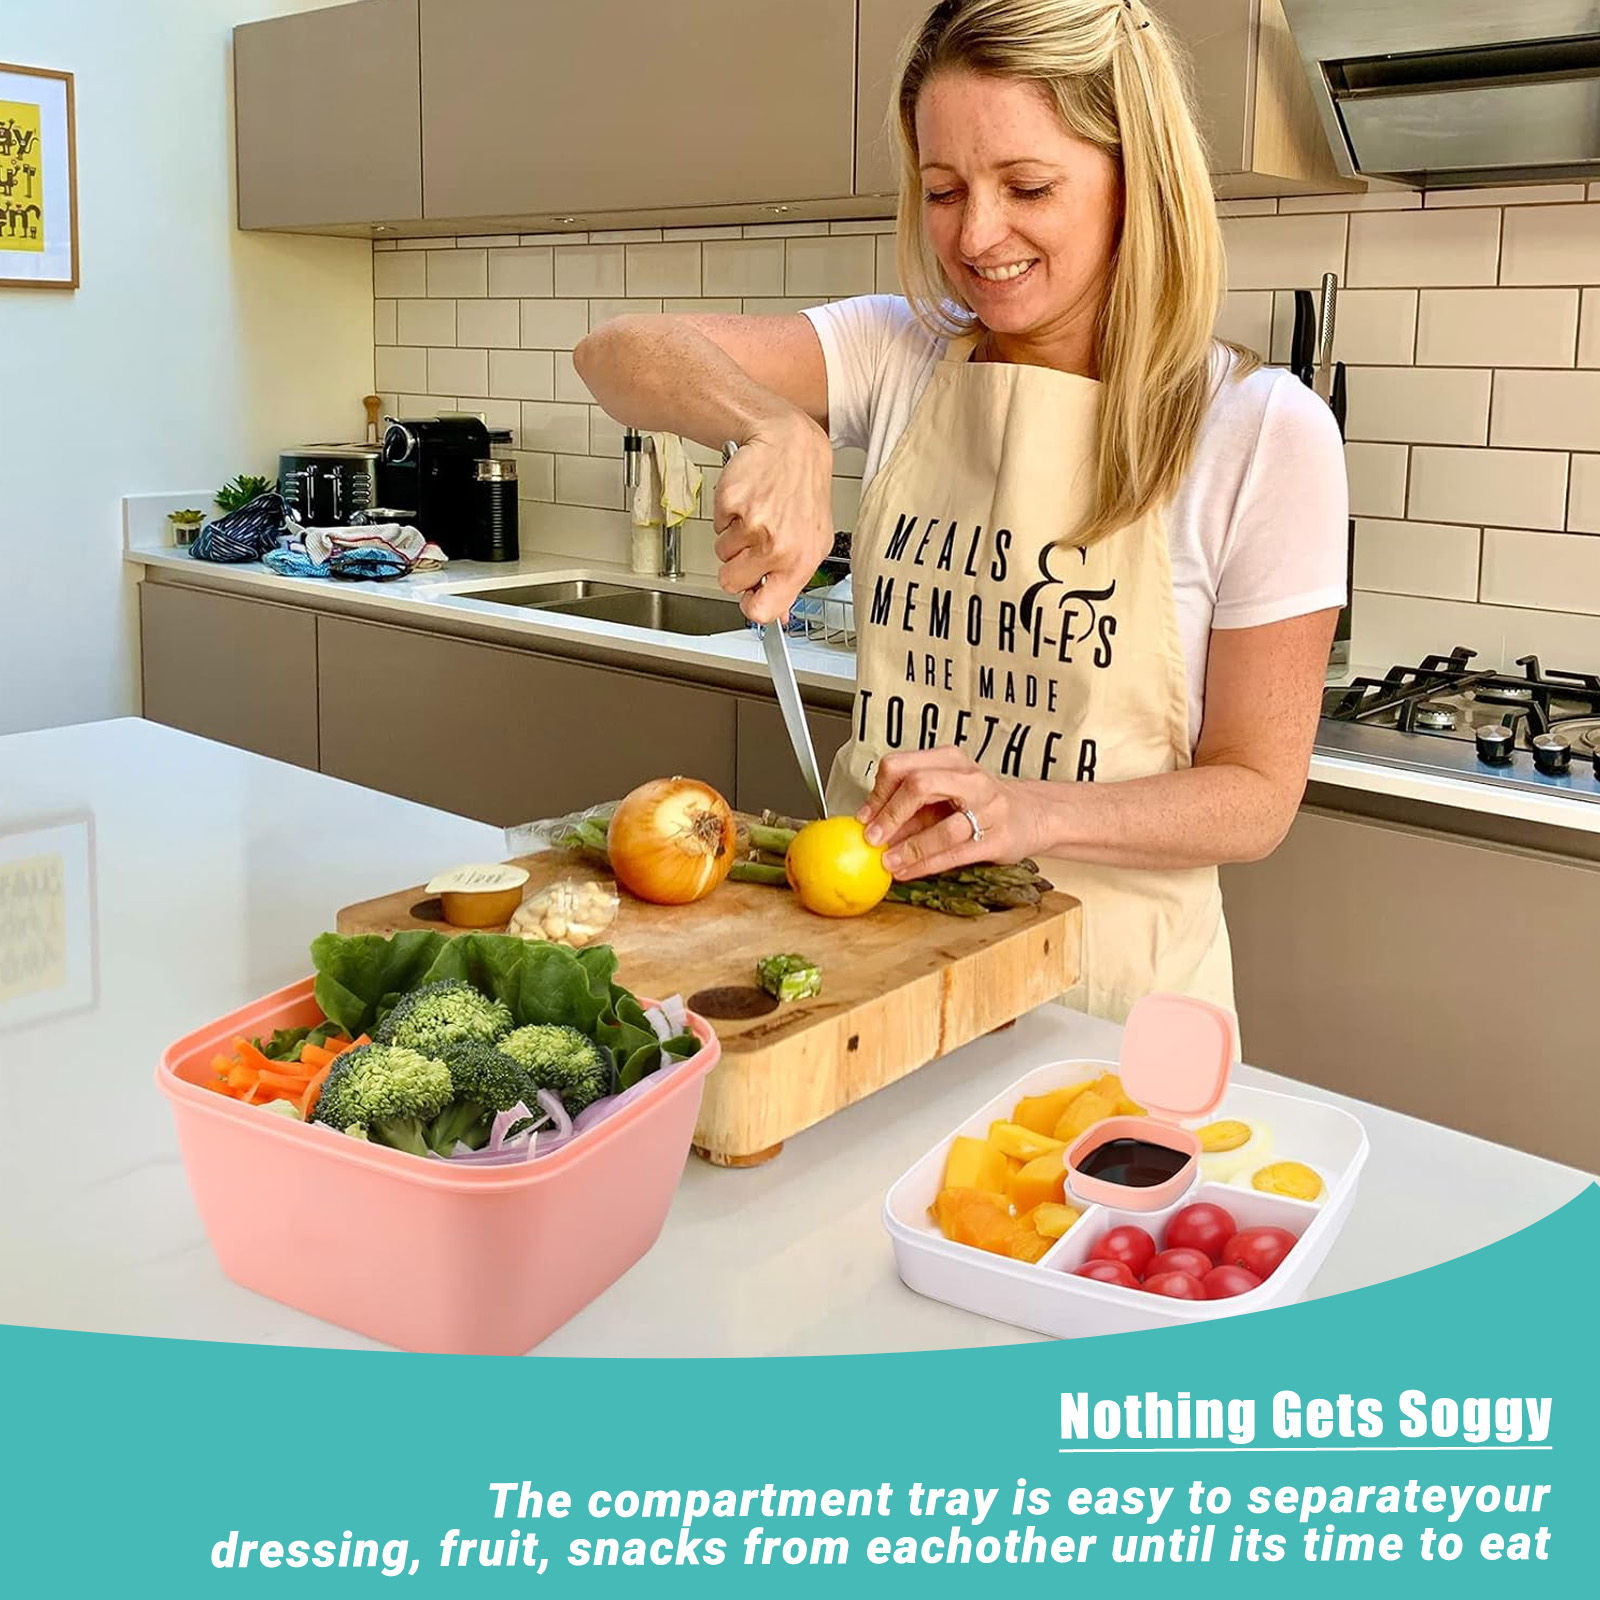 MEALS &
MEMORIES
ARE MADE
TOGETHER
Nothing Gets Soggy
The compartment tray is easy to separateyour
dressing, fruit, snacks from eachother until its time to eat